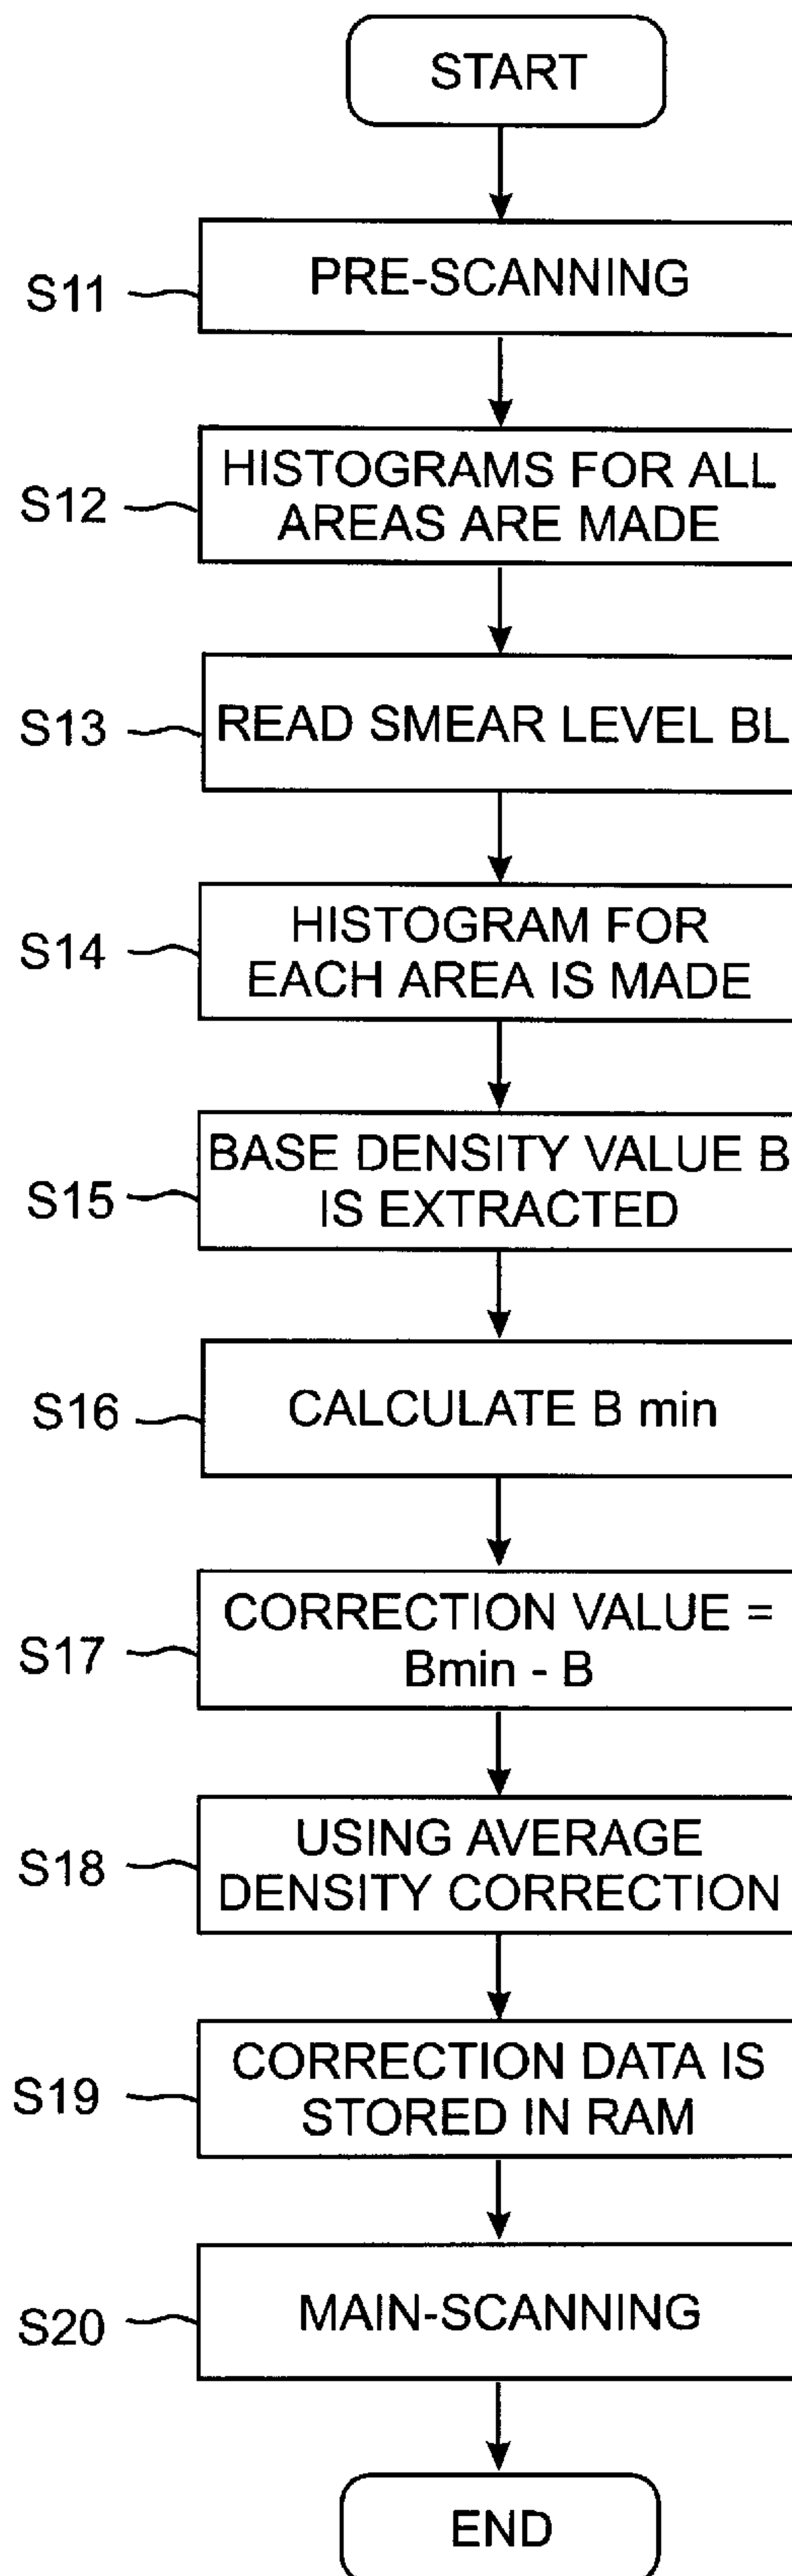 START
S11
PRE-SCANNING
S12
HISTOGRAMS FOR ALL
AREAS ARE MADE
S13
READ SMEAR LEVEL BL
S14
HISTOGRAM FOR
EACH AREA IS MADE
S15
BASE DENSITY VALUE B
IS EXTRACTED
S16
CALCULATE B min
S17
CORRECTION VALUE =
Bmin - B
S18
USING AVERAGE
DENSITY CORRECTION
S19
CORRECTION DATA IS
STORED IN RAM
S20
MAIN-SCANNING
END